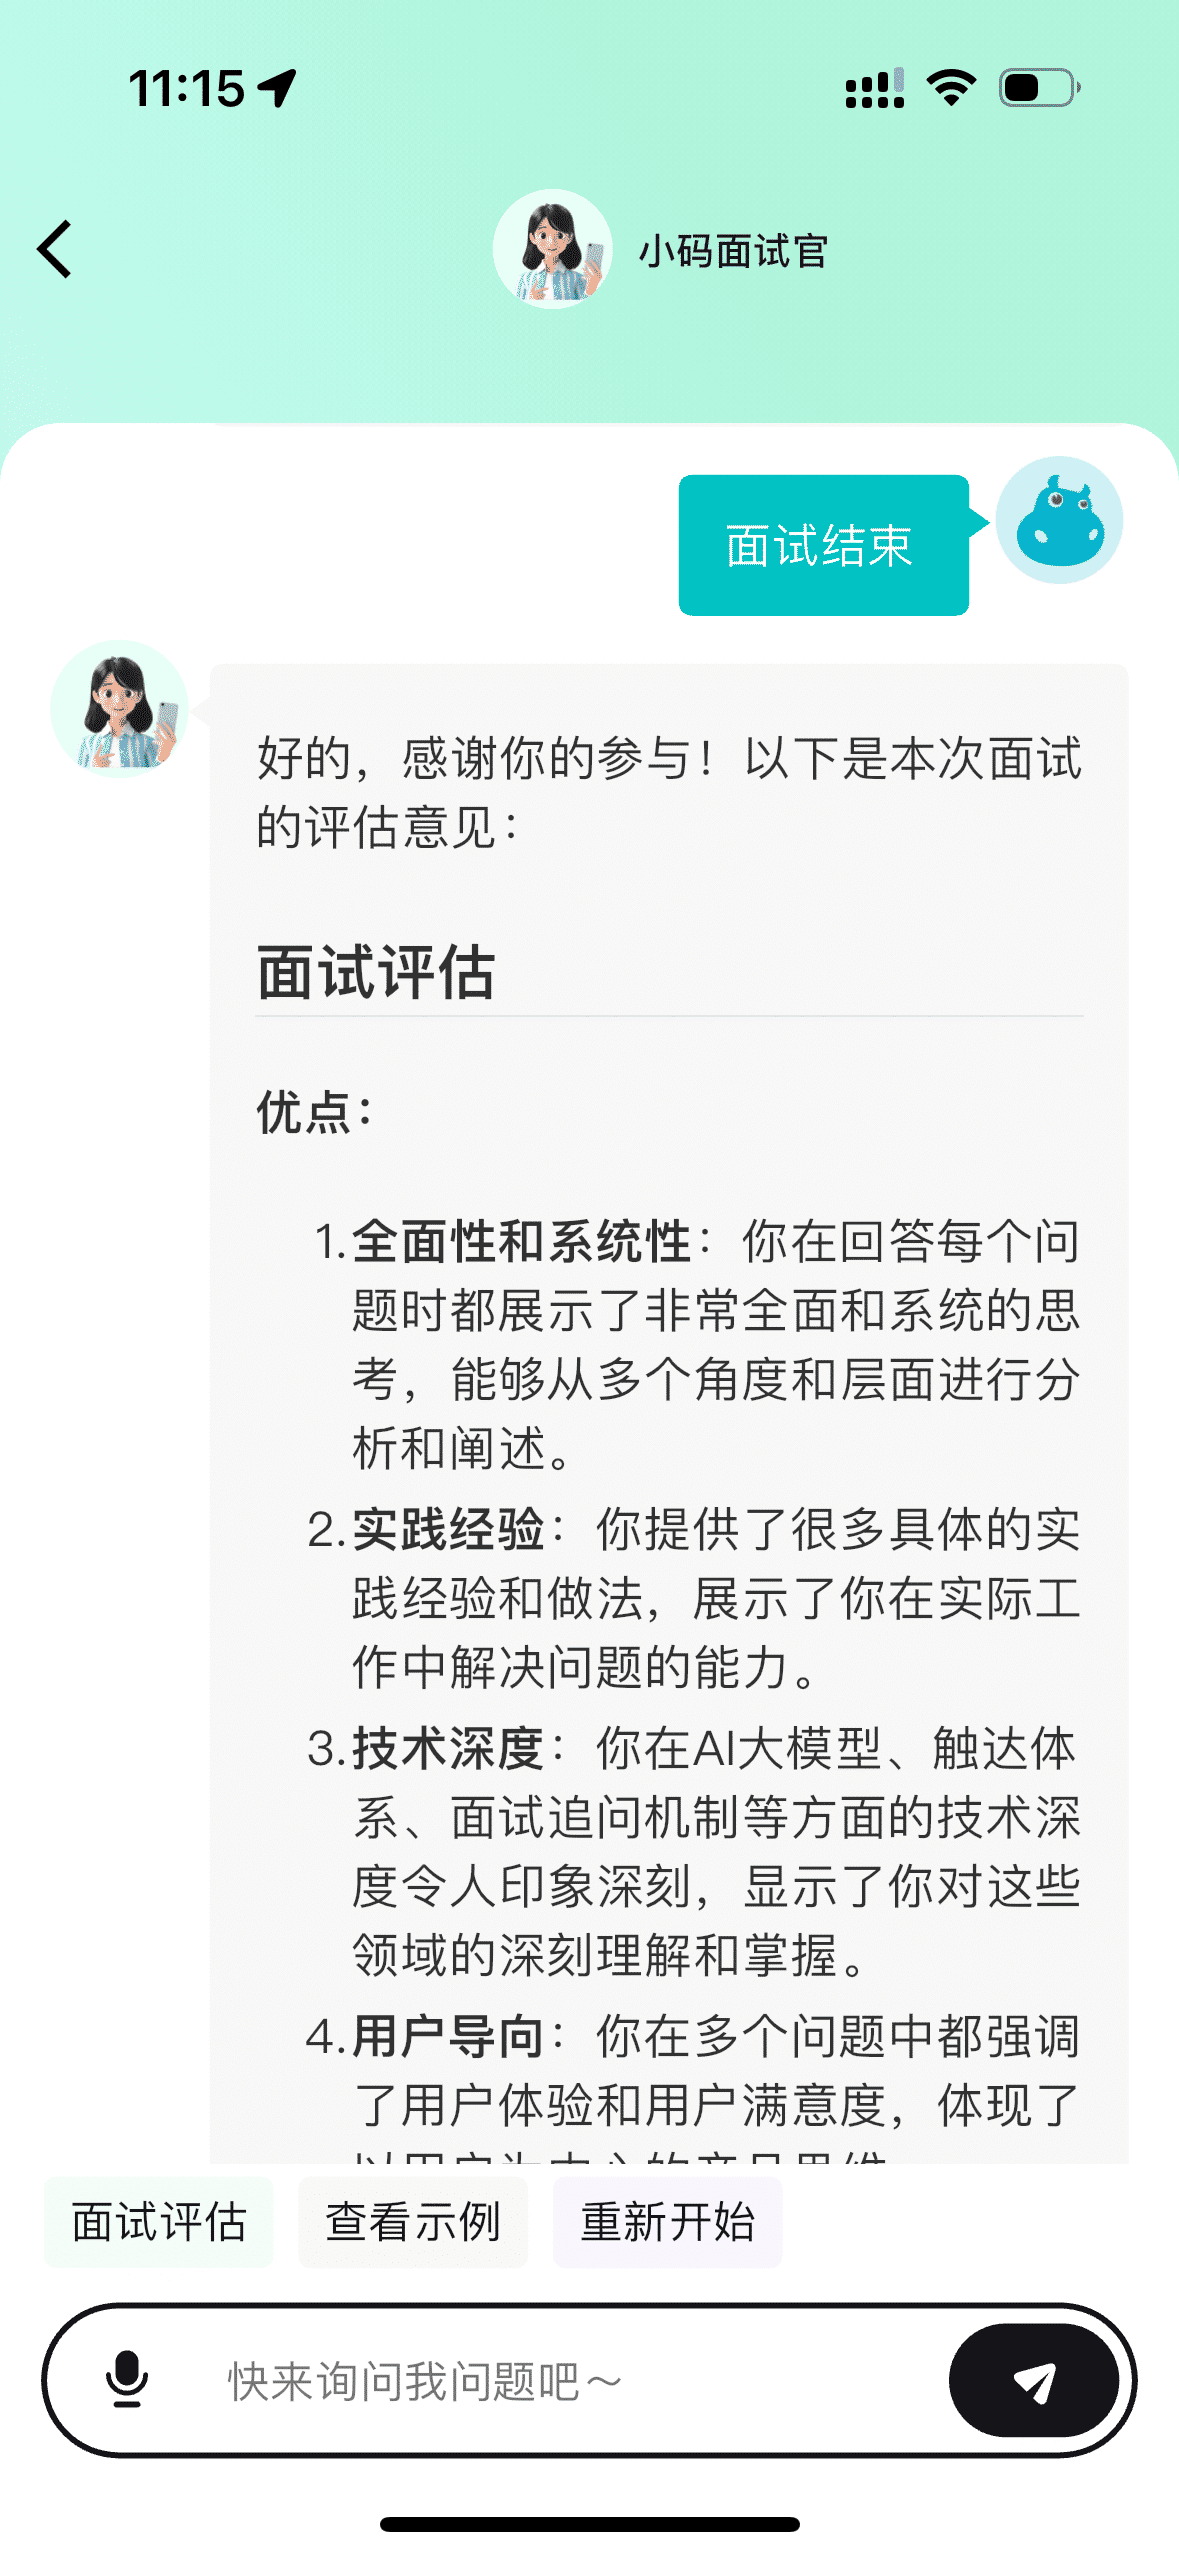 11:15
小码面试官
面试结束
好的，感谢你的参与！以下是本次面试
的评估意见：
面试评估
优点：
1. 全面性和系统性：你在回答每个问
题时都展示了非常全面和系统的思
考，能够从多个角度和层面进行分
析和阐述。
2. 实践经验：你提供了很多具体的实
践经验和做法，展示了你在实际工
作中解决问题的能力。
3. 技术深度：你在AI大模型、触达体
系、面试追问机制等方面的技术深
度令人印象深刻，显示了你对这些
领域的深刻理解和掌握。
4. 用户导向：你在多个问题中都强调
了用户体验和用户满意度，体现了
以用户为中心的产品思维
面试评估
查看示例
重新开始
快来询问我问题吧～